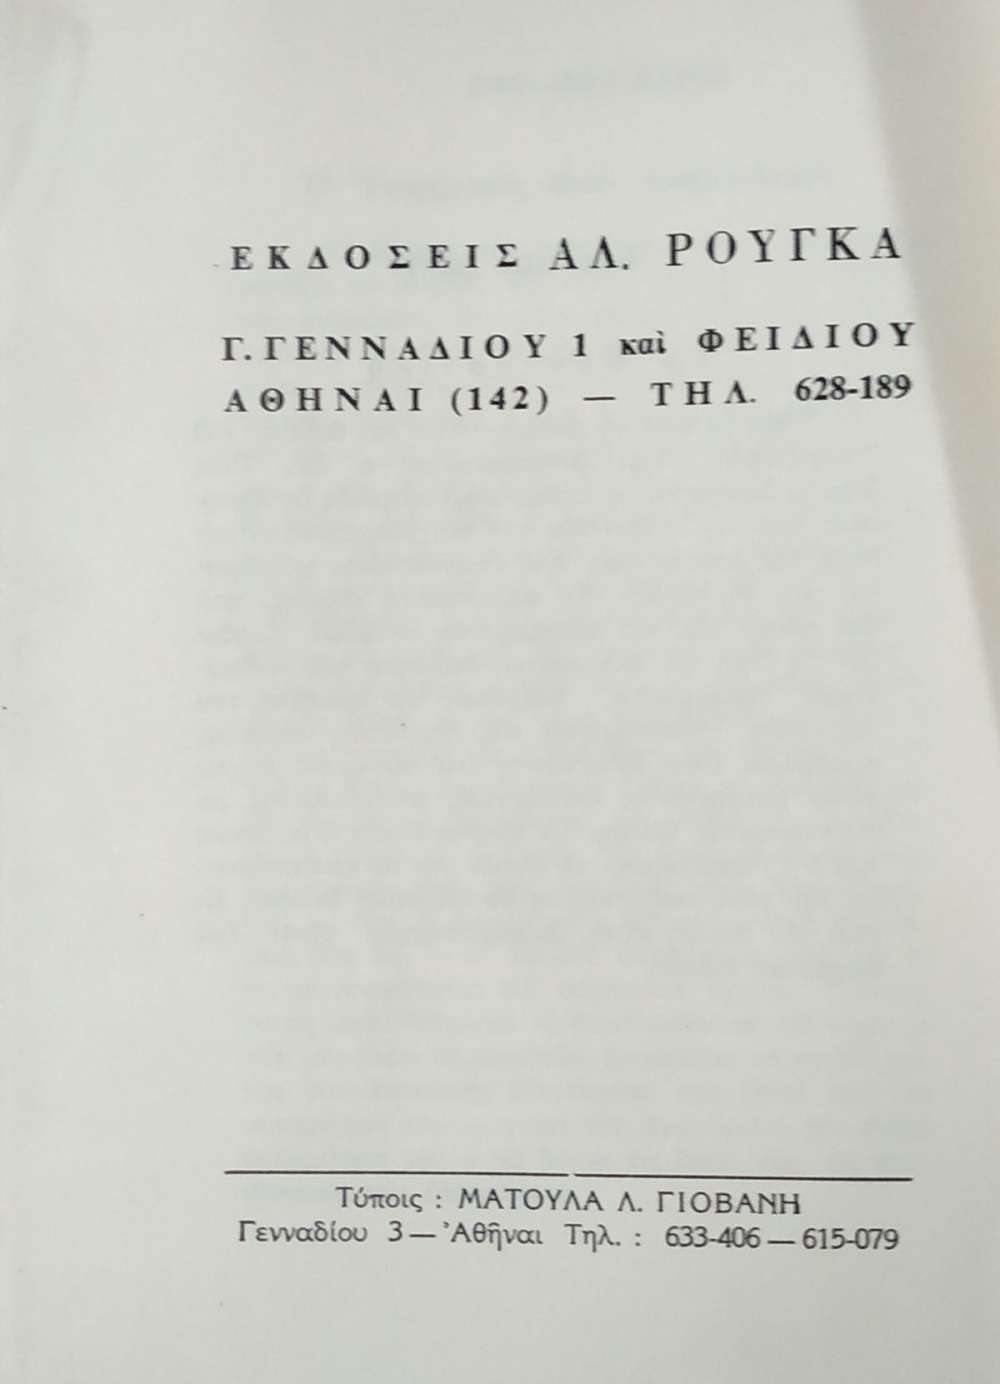 ΕΚΔΟΣΕΙΣ ΑΛ. ΡΟΥΓΚΑ
Γ. ΓΕΝΝΑΔΙΟΥ 1 καὶ ΦΕΙΔΙΟΥ
ΑΘΗΝΑΙ (142) — ΤΗΛ. 628-189
Τύποις : ΜΑΤΟΥΛΑ Λ. ΓΙΟΒΑΝΗ
Γενναδίου 3 — Ἀθῆναι Τηλ. : 633-406 — 615-079